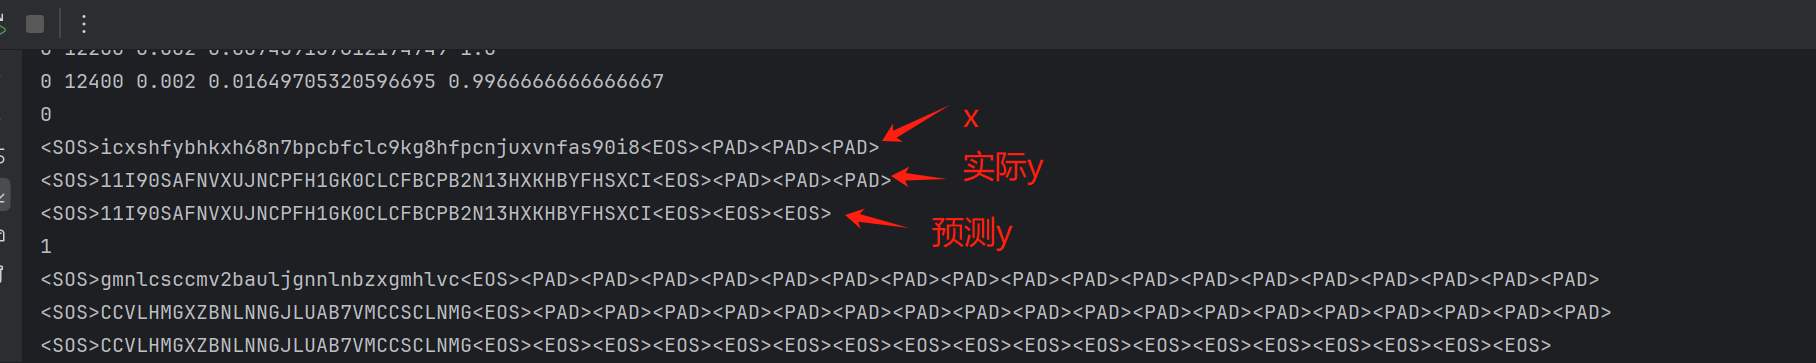 0 12400 0.002 0.01649705320596695 0.9966666666666667
0
<SOS>icxshfybhkxh68n7bpcbfclc9kg8hfpcnjuxvnfas90i8<EOS><PAD><PAD><PAD>
x
<SOS>11I90SAFNVXUJNCPFH1GK0CLCFBCPB2N13HXKHBYFHSXCI<EOS><PAD><PAD><PAD>
实际y
<SOS>11I90SAFNVXUJNCPFH1GK0CLCFBCPB2N13HXKHBYFHSXCI<EOS><EOS><EOS>
预测y
1
<SOS>gmnlcsccmv2bauljgnnlnbzxgmhlvc<EOS><PAD><PAD><PAD><PAD><PAD><PAD><PAD><PAD><PAD><PAD><PAD><PAD><PAD><PAD><PAD><PAD><PAD><PAD>
<SOS>CCVLHMGXZBNLNNGJLUAB7VMCCSCLNMG<EOS><PAD><PAD><PAD><PAD><PAD><PAD><PAD><PAD><PAD><PAD><PAD><PAD><PAD><PAD><PAD><PAD><PAD><PAD>
<SOS>CCVLHMGXZBNLNNGJLUAB7VMCCSCLNMG<EOS><EOS><EOS><EOS><EOS><EOS><EOS><EOS><EOS><EOS><EOS><EOS><EOS><EOS><EOS><EOS><EOS><EOS>